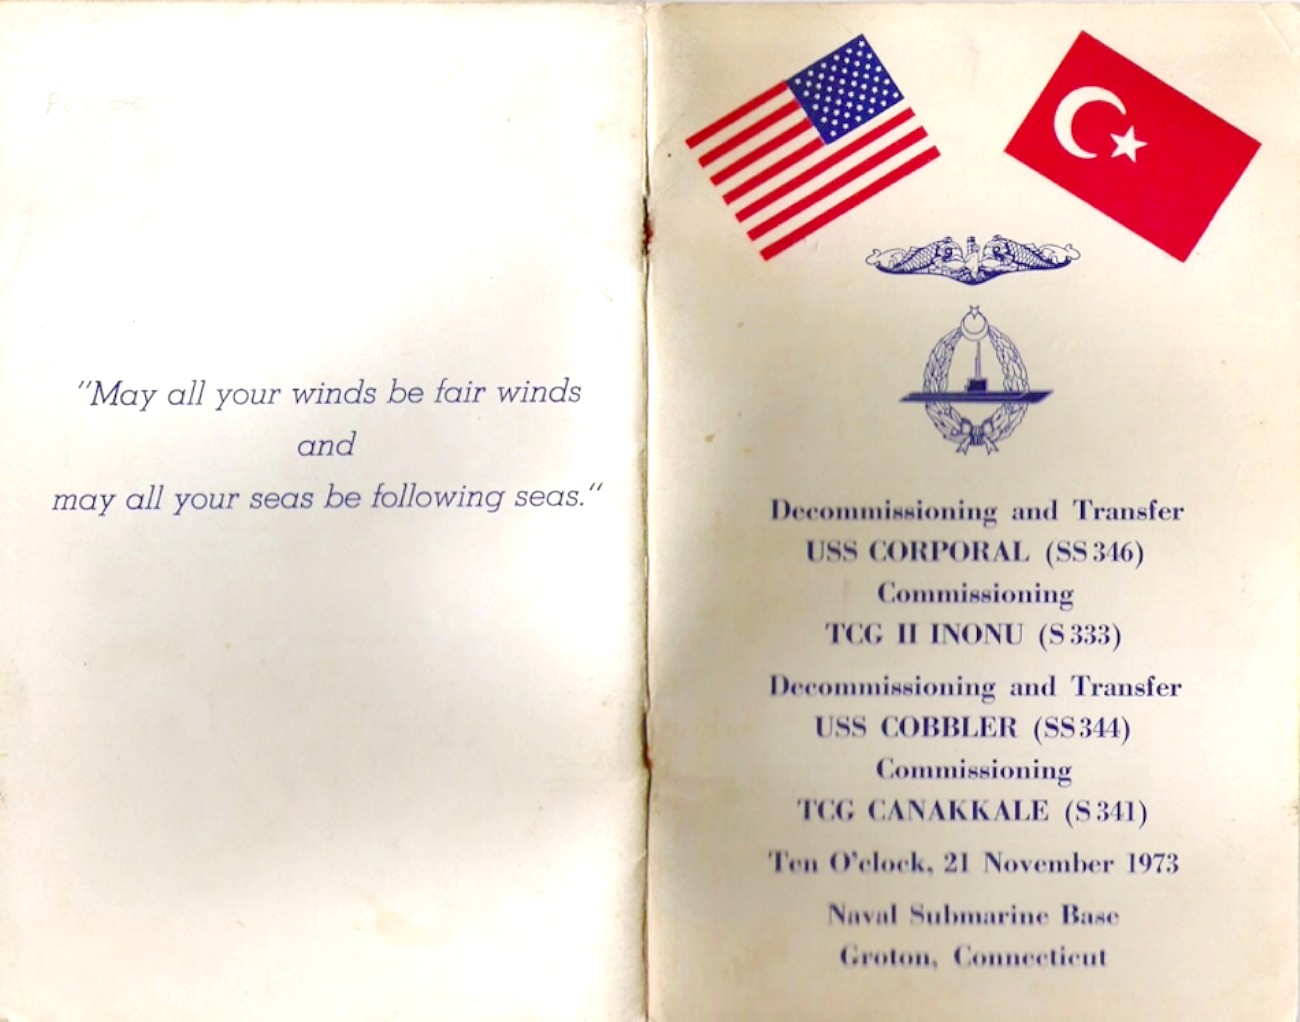 "May all your winds be fair winds
and
may all your seas be following seas."
Decommissioning and Transfer
USS CORPORAL (SS 346)
Commissioning
TCG II INONU (S 333)
Decommissioning and Transfer
USS COBBLER (SS 344)
Commissioning
TCG CANAKKALE (S 341)
Ten O'clock, 21 November 1973
Naval Submarine Base
Groton, Connecticut